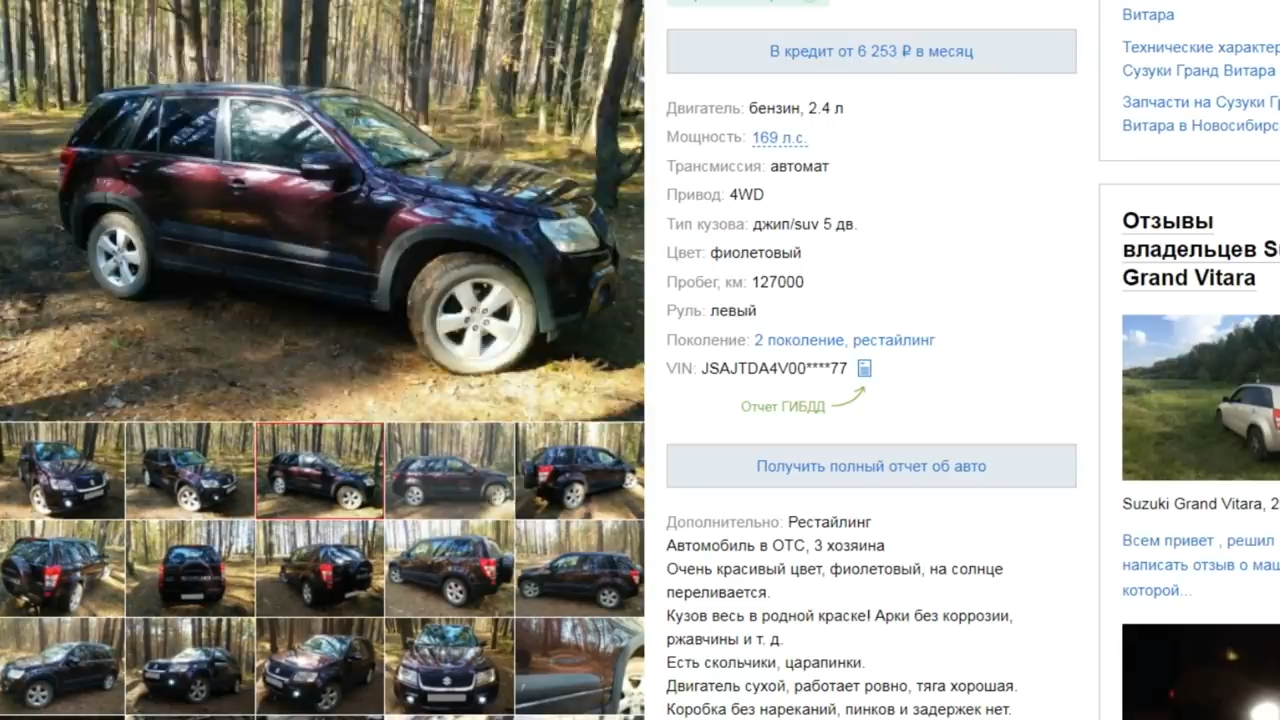 В кредит от 6 253 ₽ в месяц
Двигатель: бензин, 2.4 л
Мощность: 169 л.с.
Трансмиссия: автомат
Привод: 4WD
Тип кузова: джип/suv 5 дв.
Цвет: фиолетовый
Пробег, км: 127000
Руль: левый
Поколение: 2 поколение, рестайлинг
VIN: JSAJTDA4V00****77
Отчет ГИБДД
Получить полный отчет об авто
Дополнительно: Рестайлинг
Автомобиль в ОТС, 3 хозяина
Очень красивый цвет, фиолетовый, на солнце
переливается.
Кузов весь в родной краске! Арки без коррозии,
ржавчины и т. д.
Есть скольчики, царапинки.
Двигатель сухой, работает ровно, тяга хорошая.
Коробка без нареканий, пинков и задержек нет.
Витара
Технические характер
Сузуки Гранд Витара
Запчасти на Сузуки Гр
Витара в Новосибирс
Отзывы
владельцев Su
Grand Vitara
Suzuki Grand Vitara, 2
Всем привет , решил
написать отзыв о маш
которой...